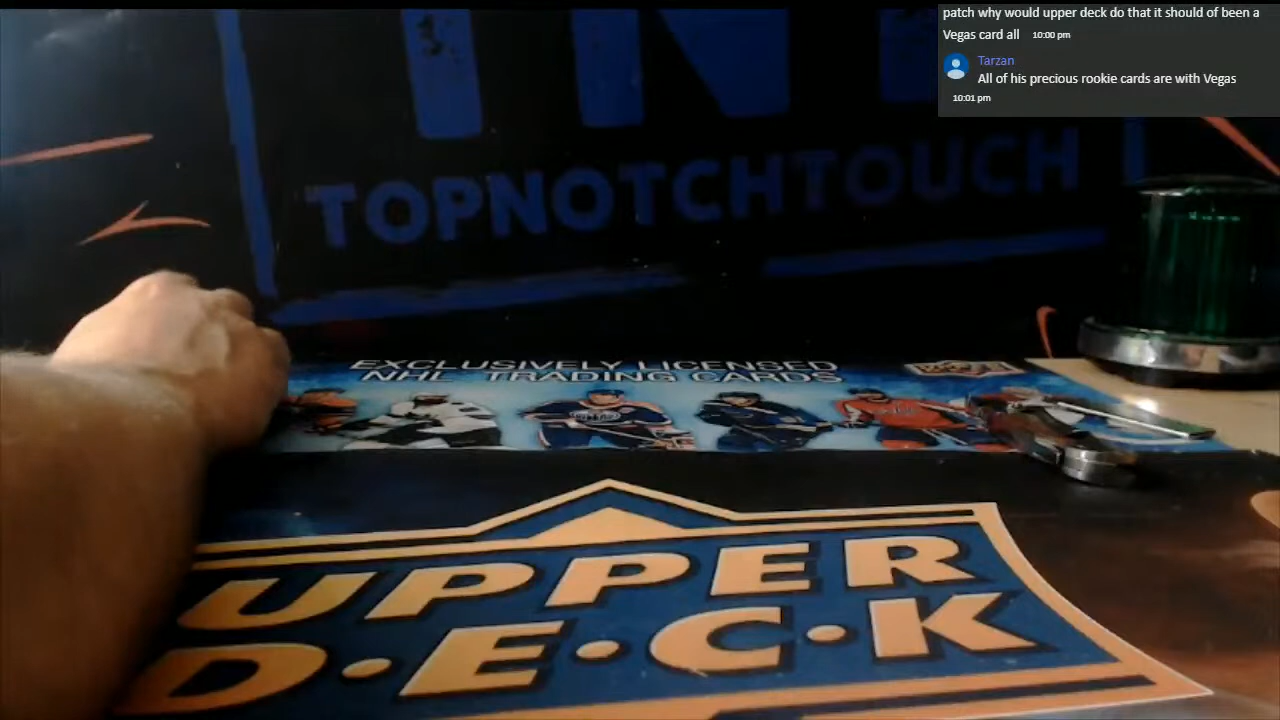 patch why would upper deck do that it should of been a
Vegas card all 10:00 pm
Tarzan
All of his precious rookie cards are with Vegas
10:01 pm
TNT
TOPNOTCHTOUCH
EXCLUSIVELY LICENSED
NHL TRADING CARDS
UPPER
D·E·C·K